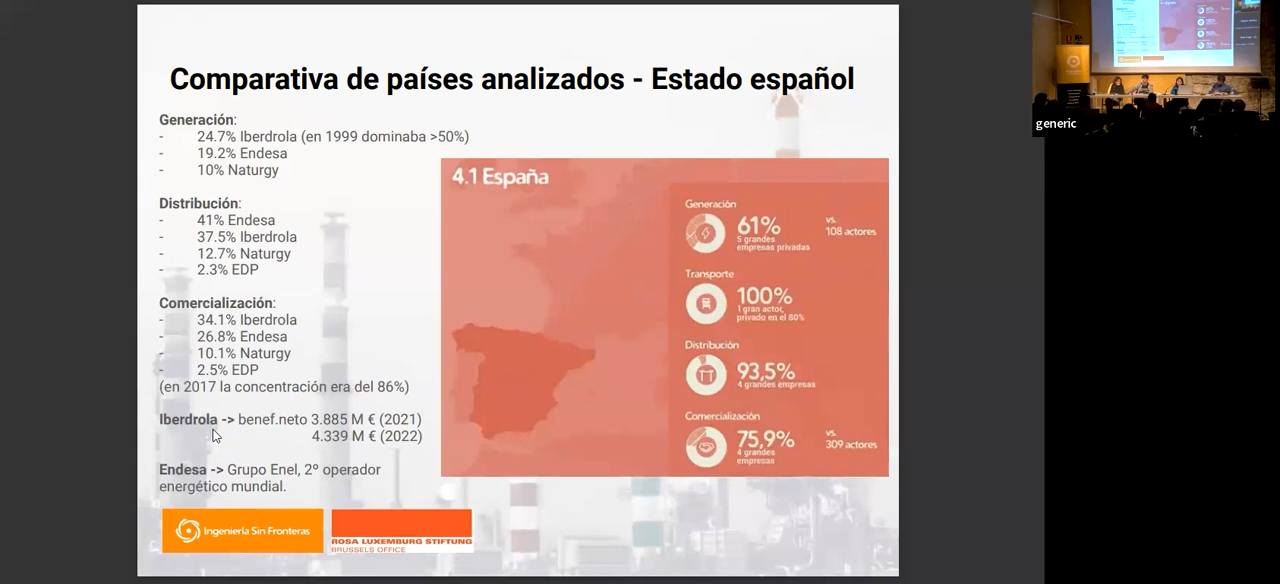 Comparativa de países analizados - Estado español
Generación:
- 24.7% Iberdrola (en 1999 dominaba >50%)
- 19.2% Endesa
- 10% Naturgy
Distribución:
- 41% Endesa
- 37.5% Iberdrola
- 12.7% Naturgy
- 2.3% EDP
Comercialización:
- 34.1% Iberdrola
- 26.8% Endesa
- 10.1% Naturgy
- 2.5% EDP
(en 2017 la concentración era del 86%)
Iberdrola -> benef.neto 3.885 M € (2021)
4.339 M € (2022)
Endesa -> Grupo Enel, 2º operador
energético mundial.
4.1 España
Generación
61%
5 grandes
empresas privadas
vs.
108 actores
Transporte
100%
1 gran actor,
privado en el 80%
Distribución
93,5%
4 grandes empresas
Comercialización
75,9%
4 grandes
empresas
vs.
309 actores
Ingeniería Sin Fronteras
ROSA LUXEMBURG STIFTUNG
BRUSSELS OFFICE
generic